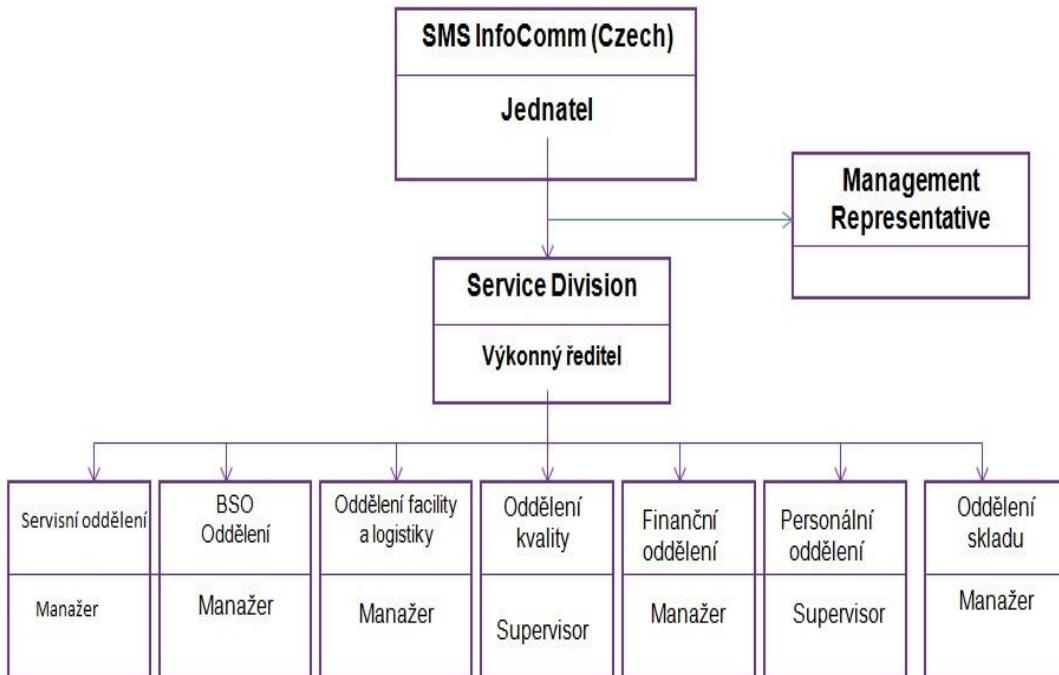 SMS InfoComm (Czech)
Jednatel
Management
Representative
Service Division
Výkonný ředitel
Servisní oddělení
Manažer
BSO
Oddělení
Manažer
Oddělení facility
a logistiky
Manažer
Oddělení
kvality
Supervisor
Finanční
oddělení
Manažer
Personální
oddělení
Supervisor
Oddělení
skladu
Manažer